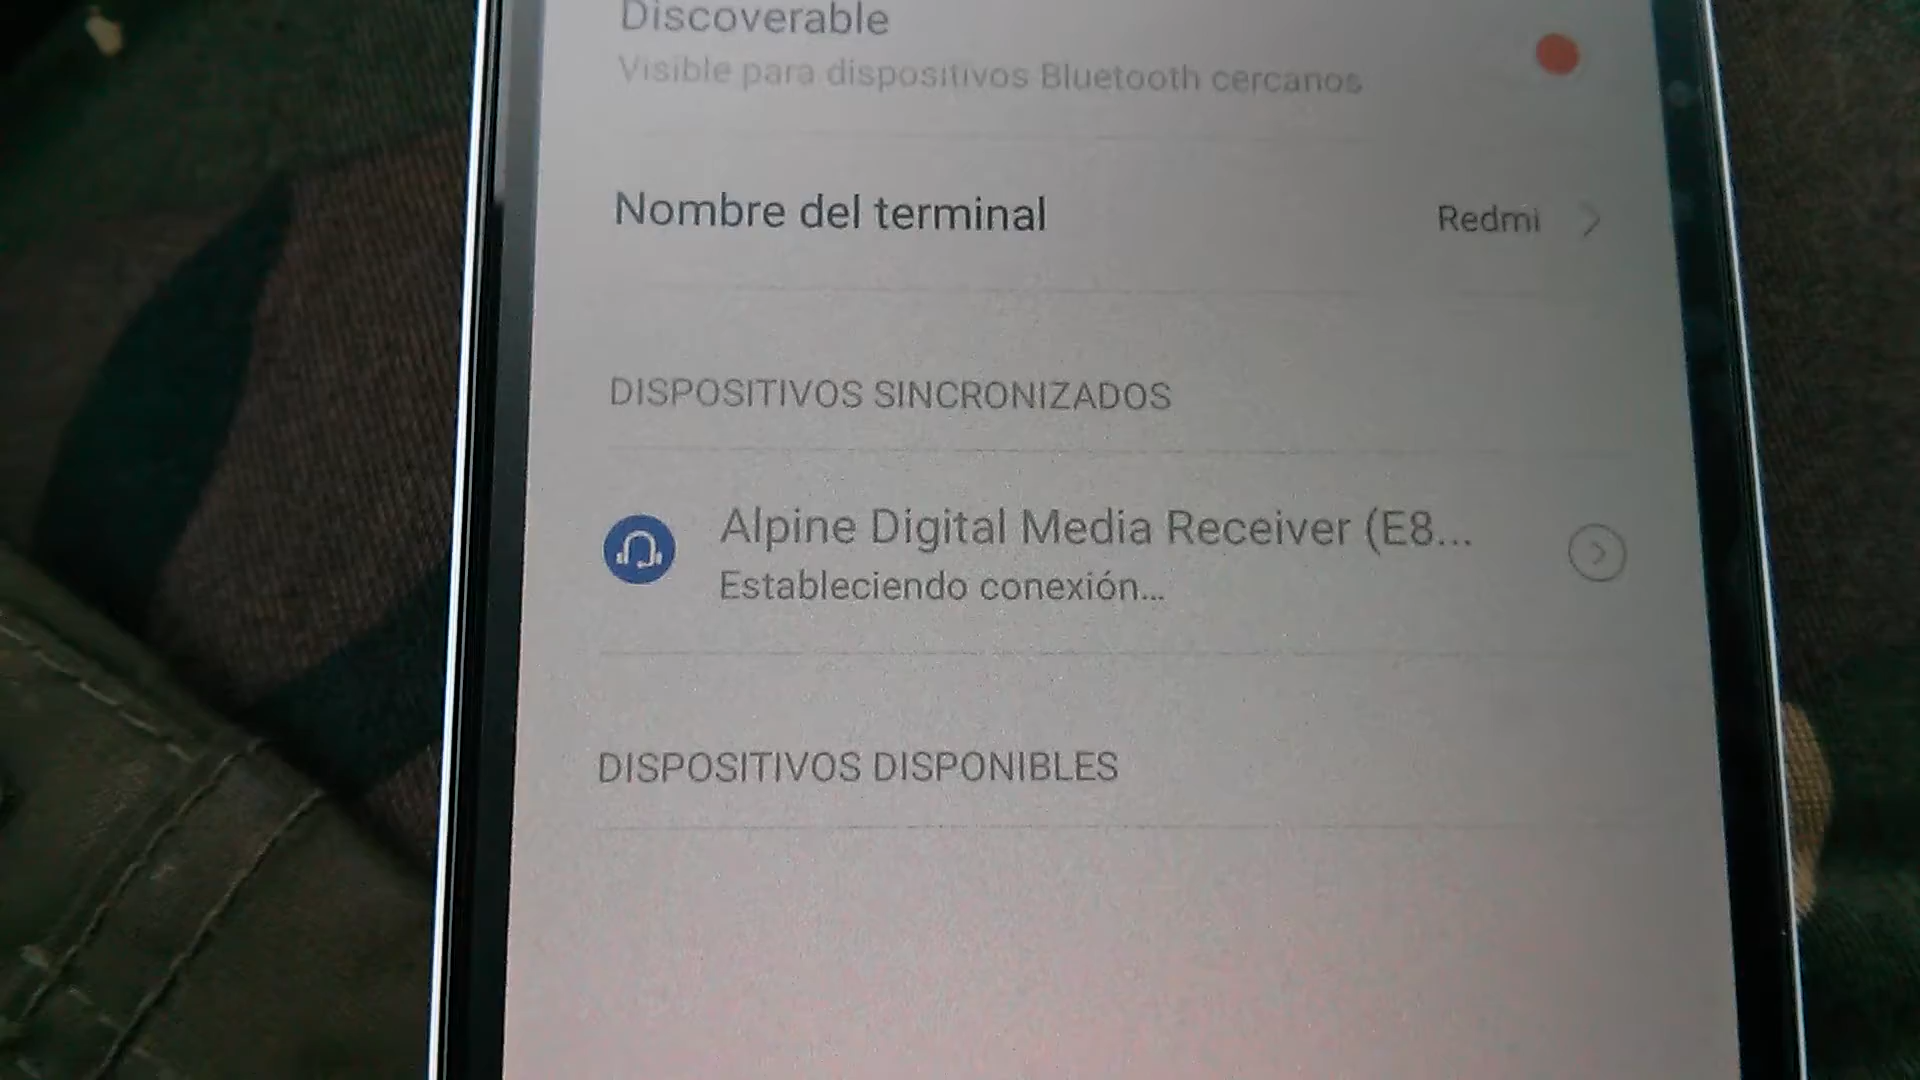 Discoverable
Visible para dispositivos Bluetooth cercanos
Nombre del terminal
Redmi
DISPOSITIVOS SINCRONIZADOS
Alpine Digital Media Receiver (E8...
Estableciendo conexión...
DISPOSITIVOS DISPONIBLES